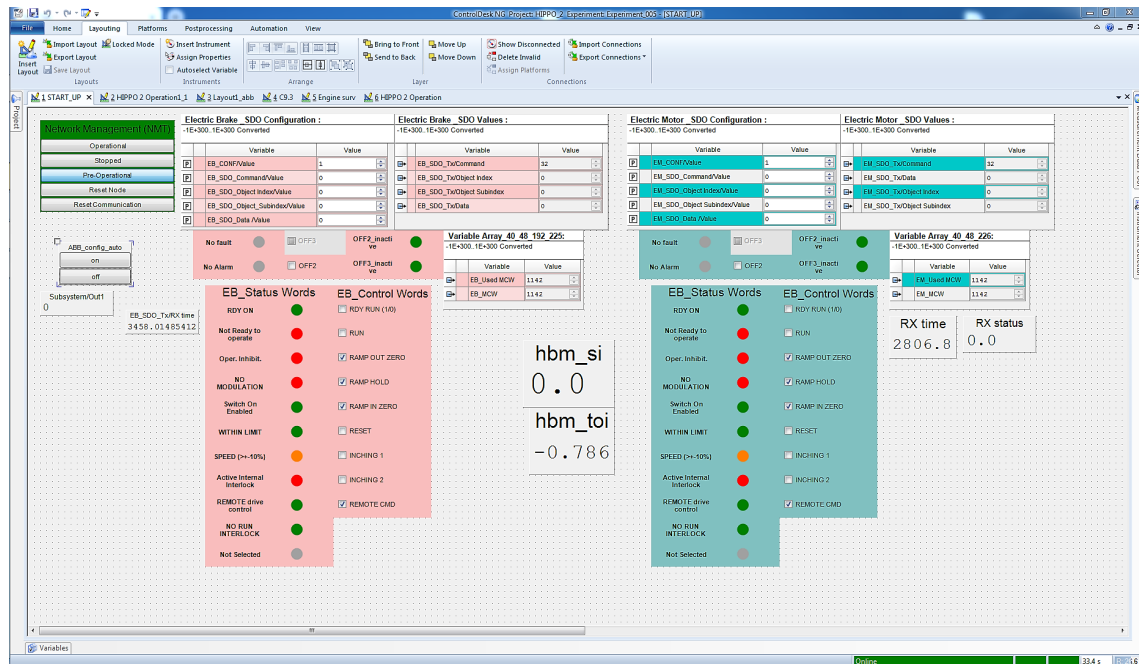 ControlDesk NG Project: HIPPO_2 Experiment: Experiment_005 - [START_UP]
File Home Layouting Platforms Postprocessing Automation View
Insert Layout
Import Layout Locked Mode
Export Layout
Save Layout
Layouts
Insert Instrument
Assign Properties
Autoselect Variable
Instruments
Arrange
Bring to Front Move Up
Send to Back Move Down
Layer
Show Disconnected Import Connections
Delete Invalid Export Connections
Assign Platforms
Connections
1 START_UP 2 HIPPO 2 Operation1_1 3 Layout1_abb 4 C9.3 5 Engine surv 6 HIPPO 2 Operation
Project
Network Management (NMT)
Operational
Stopped
Pre-Operational
Reset Node
Reset Communication
Electric Brake _SDO Configuration :
-1E+300..1E+300 Converted
Variable Value
P EB_CONF/Value 1
P EB_SDO_Command/Value 0
P EB_SDO_Object Index/Value 0
P EB_SDO_Object Subindex/Value 0
P EB_SDO_Data /Value 0
Electric Brake _SDO Values :
-1E+300..1E+300 Converted
Variable Value
EB_SDO_Tx/Command 32
EB_SDO_Tx/Object Index 0
EB_SDO_Tx/Object Subindex 0
EB_SDO_Tx/Data 0
Electric Motor _SDO Configuration :
-1E+300..1E+300 Converted
Variable Value
P EM_CONF/Value 1
P EM_SDO_Command/Value 0
P EM_SDO_Object Index/Value 0
P EM_SDO_Object Subindex/Value 0
P EM_SDO_Data /Value 0
Electric Motor _SDO Values :
-1E+300..1E+300 Converted
Variable Value
EM_SDO_Tx/Command 32
EM_SDO_Tx/Data 0
EM_SDO_Tx/Object Index 0
EM_SDO_Tx/Object Subindex 0
ABB_config_auto
on
off
Subsystem/Out1
0
EB_SDO_Tx/RX time
3458.01485412
No fault OFF3 OFF2_inacti
ve
No Alarm OFF2 OFF3_inacti
ve
Variable Array_40_48_192_225:
-1E+300..1E+300 Converted
Variable Value
EB_Used MCW 1142
EB_MCW 1142
EB_Status Words
RDY ON
Not Ready to
operate
Oper. Inhibit.
NO
MODULATION
Switch On
Enabled
WITHIN LIMIT
SPEED (>+-10%)
Active Internal
Interlock
REMOTE drive
control
NO RUN
INTERLOCK
Not Selected
EB_Control Words
RDY RUN (1/0)
RUN
RAMP OUT ZERO
RAMP HOLD
RAMP IN ZERO
RESET
INCHING 1
INCHING 2
REMOTE CMD
hbm_si
0.0
hbm_toi
-0.786
No fault OFF3 OFF2_inacti
ve
No Alarm OFF2 OFF3_inacti
ve
Variable Array_40_48_226:
-1E+300..1E+300 Converted
Variable Value
EM_Used MCW 1142
EM_MCW 1142
EB_Status Words
RDY ON
Not Ready to
operate
Oper. Inhibit.
NO
MODULATION
Switch On
Enabled
WITHIN LIMIT
SPEED (>+-10%)
Active Internal
Interlock
REMOTE drive
control
NO RUN
INTERLOCK
Not Selected
EB_Control Words
RDY RUN (1/0)
RUN
RAMP OUT ZERO
RAMP HOLD
RAMP IN ZERO
RESET
INCHING 1
INCHING 2
REMOTE CMD
RX time
2806.8
RX status
0.0
Variables
Online 33.4 s